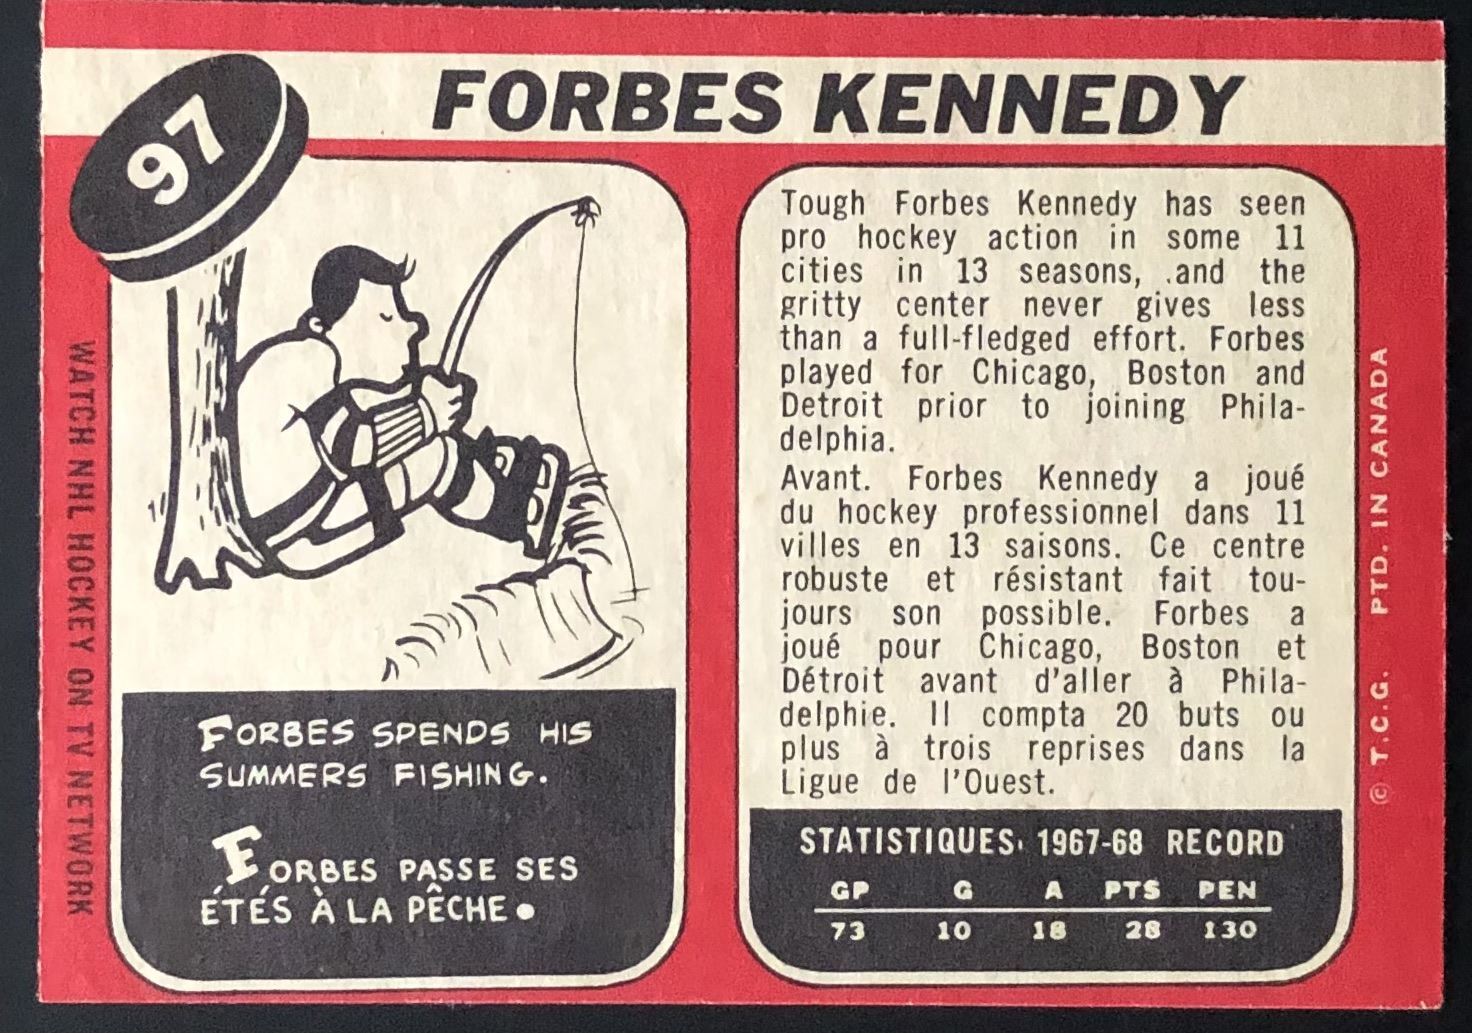 97
FORBES KENNEDY
WATCH NHL HOCKEY ON TV NETWORK
FORBES SPENDS HIS
SUMMERS FISHING.
FORBES PASSE SES
ÉTÉS À LA PÊCHE.
Tough Forbes Kennedy has seen
pro hockey action in some 11
cities in 13 seasons, and the
gritty center never gives less
than a full-fledged effort. Forbes
played for Chicago, Boston and
Detroit prior to joining Phila-
delphia.
Avant. Forbes Kennedy a joué
du hockey professionnel dans 11
villes en 13 saisons. Ce centre
robuste et résistant fait tou-
jours son possible. Forbes a
joué pour Chicago, Boston et
Détroit avant d'aller à Phila-
delphie. Il compta 20 buts ou
plus à trois reprises dans la
Ligue de l'Ouest.
STATISTIQUES. 1967-68 RECORD
GP G A PTS PEN
73 10 18 28 130
© T.C.G. PTD. IN CANADA